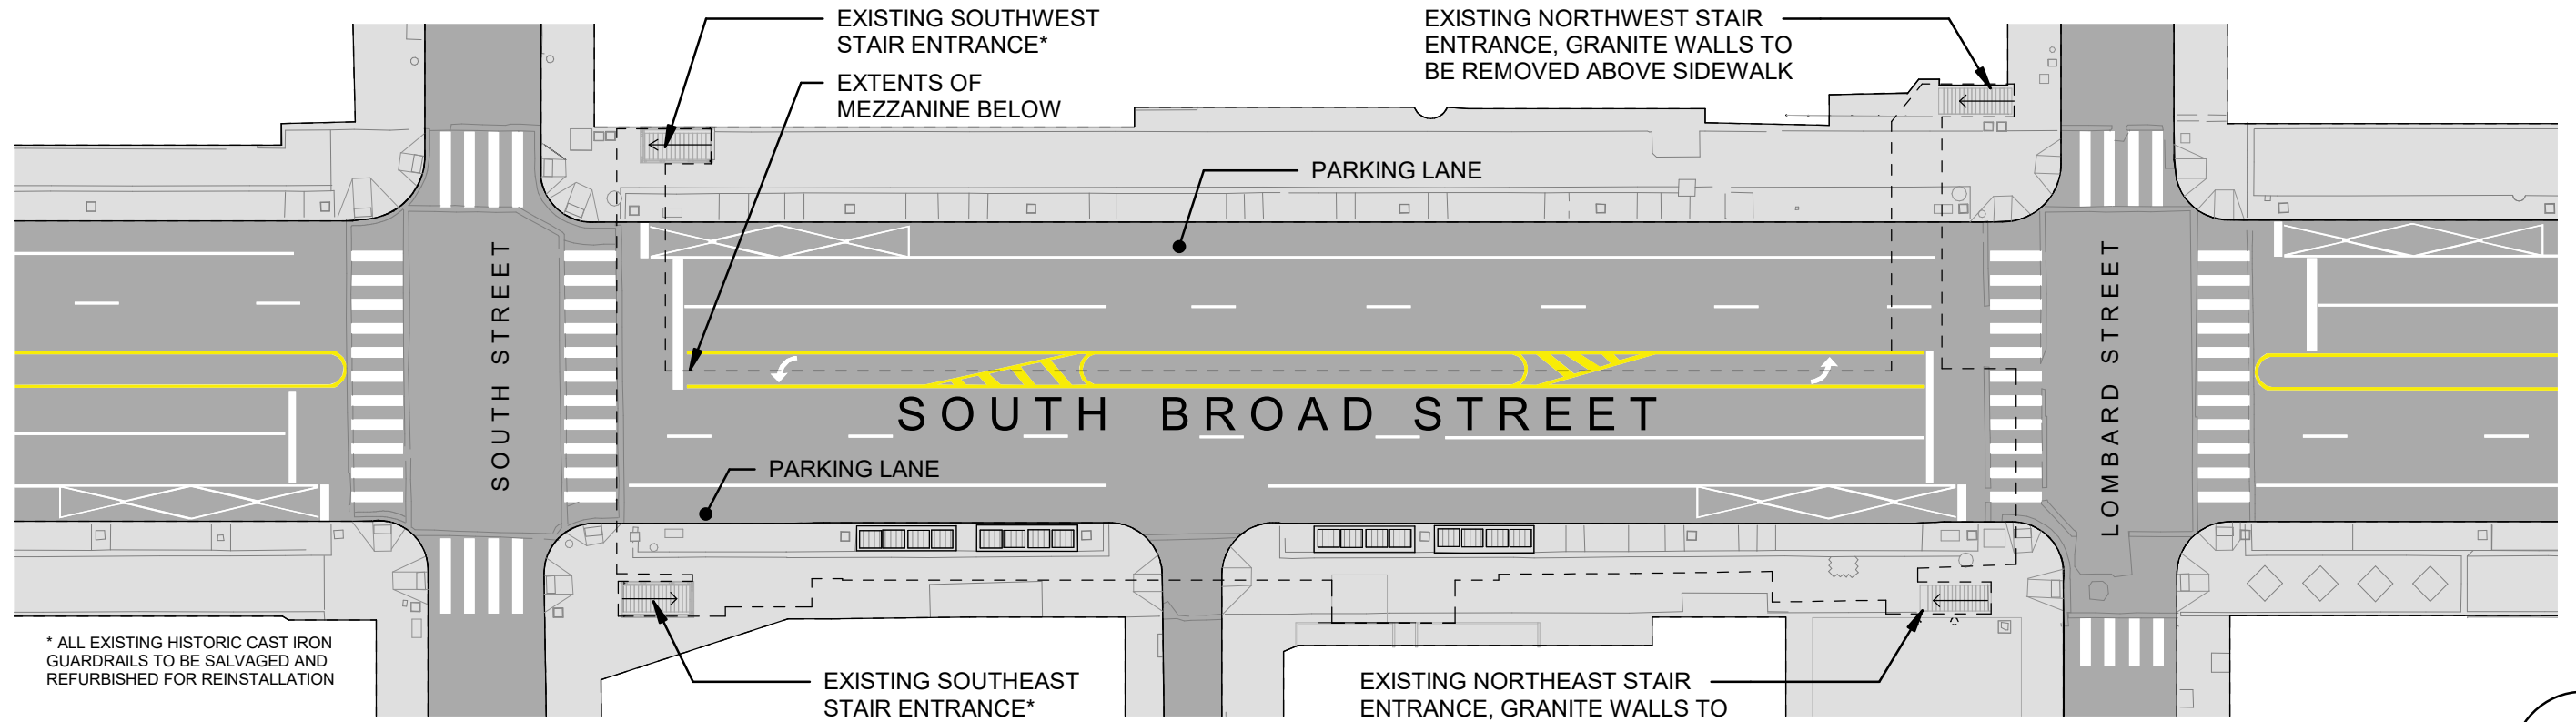 EXISTING SOUTHWEST
STAIR ENTRANCE*
EXTENTS OF
MEZZANINE BELOW
EXISTING NORTHWEST STAIR
ENTRANCE, GRANITE WALLS TO
BE REMOVED ABOVE SIDEWALK
PARKING LANE
SOUTH STREET
LOMBARD STREET
SOUTH BROAD STREET
PARKING LANE
* ALL EXISTING HISTORIC CAST IRON
GUARDRAILS TO BE SALVAGED AND
REFURBISHED FOR REINSTALLATION
EXISTING SOUTHEAST
STAIR ENTRANCE*
EXISTING NORTHEAST STAIR
ENTRANCE, GRANITE WALLS TO